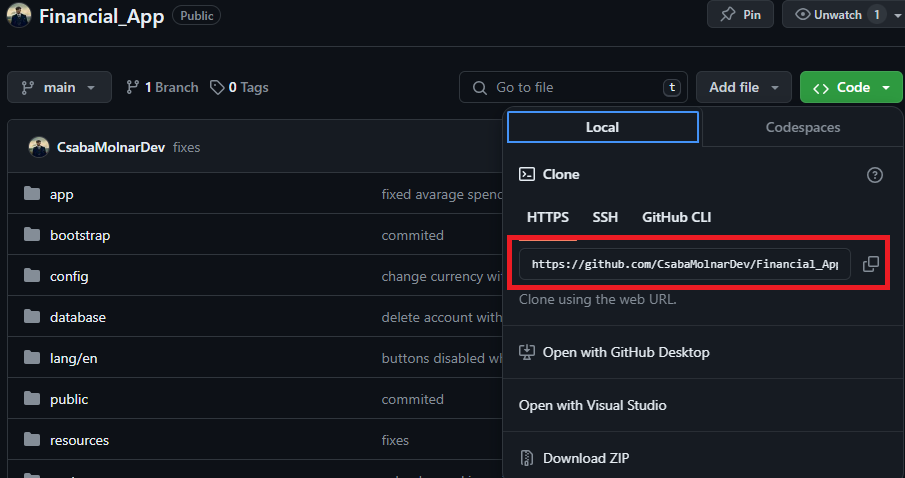 Financial_App Public Pin Unwatch 1
main 1 Branch 0 Tags Go to file t Add file Code
Local Codespaces
CsabaMolnarDev fixes
Clone
app fixed avarage spend
HTTPS SSH GitHub CLI
bootstrap commited
https://github.com/CsabaMolnarDev/Financial_App
config change currency wi
Clone using the web URL.
database delete account with
Open with GitHub Desktop
lang/en buttons disabled wh
public commited
Open with Visual Studio
resources fixes
Download ZIP